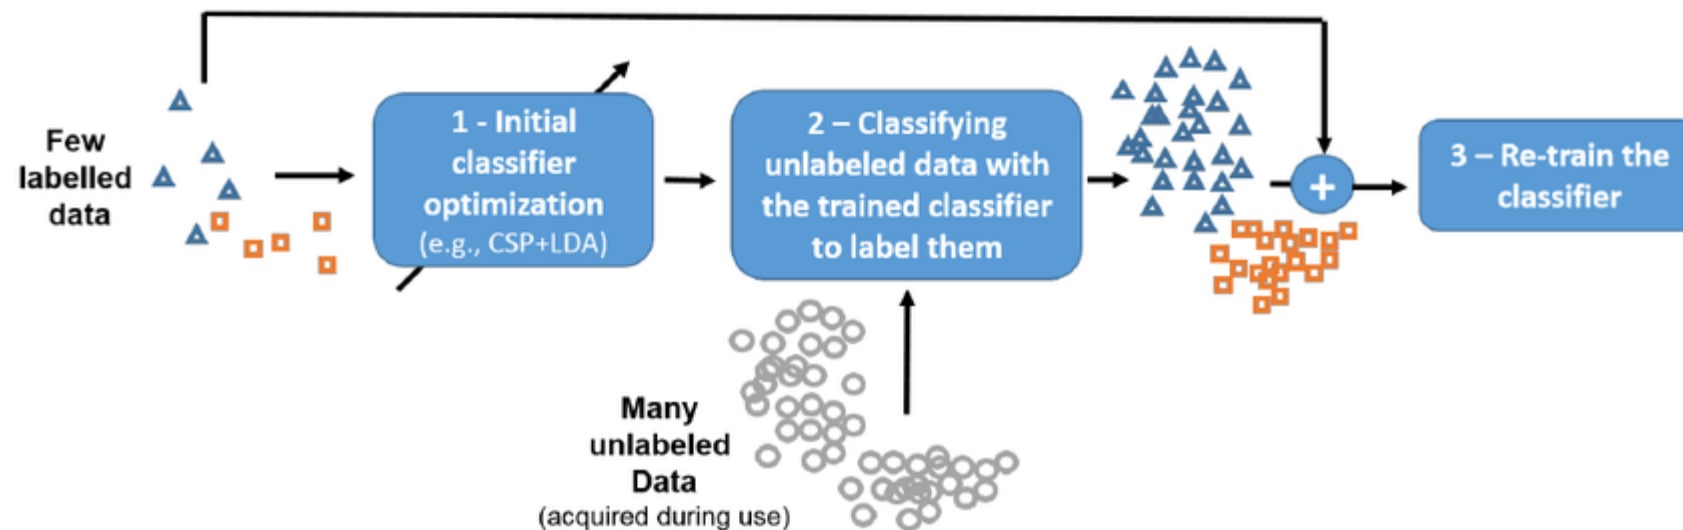 Few
labelled
data
1 - Initial
classifier
optimization
(e.g., CSP+LDA)
2 – Classifying
unlabeled data with
the trained classifier
to label them
+
3 – Re-train the
classifier
Many
unlabeled
Data
(acquired during use)